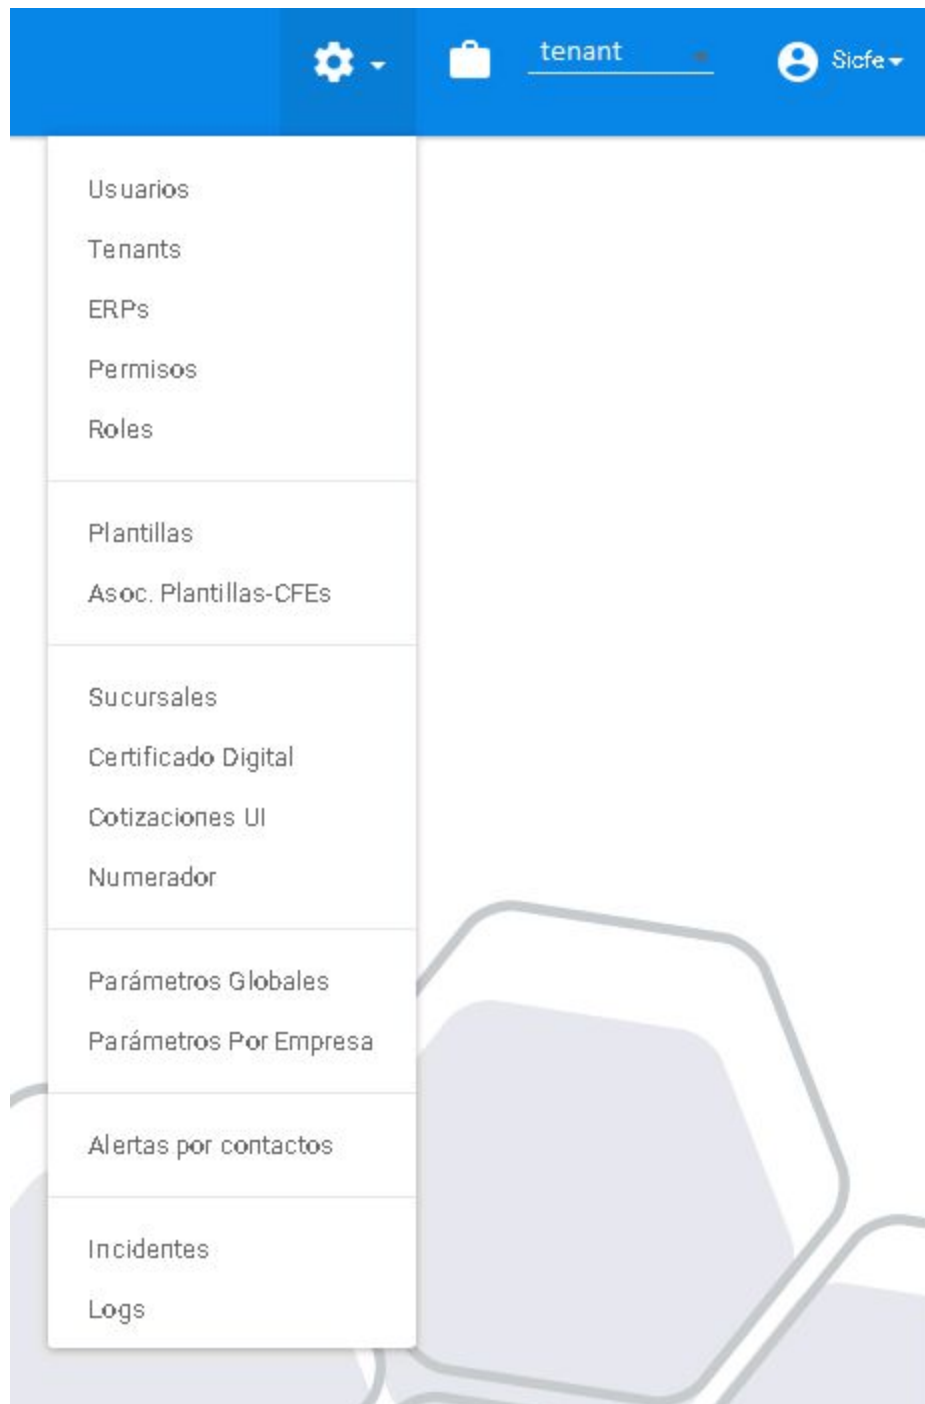 tenant
Sicfe
Usuarios
Tenants
ERPs
Permisos
Roles
Plantillas
Asoc. Plantillas-CFEs
Sucursales
Certificado Digital
Cotizaciones UI
Numerador
Parámetros Globales
Parámetros Por Empresa
Alertas por contactos
Incidentes
Logs